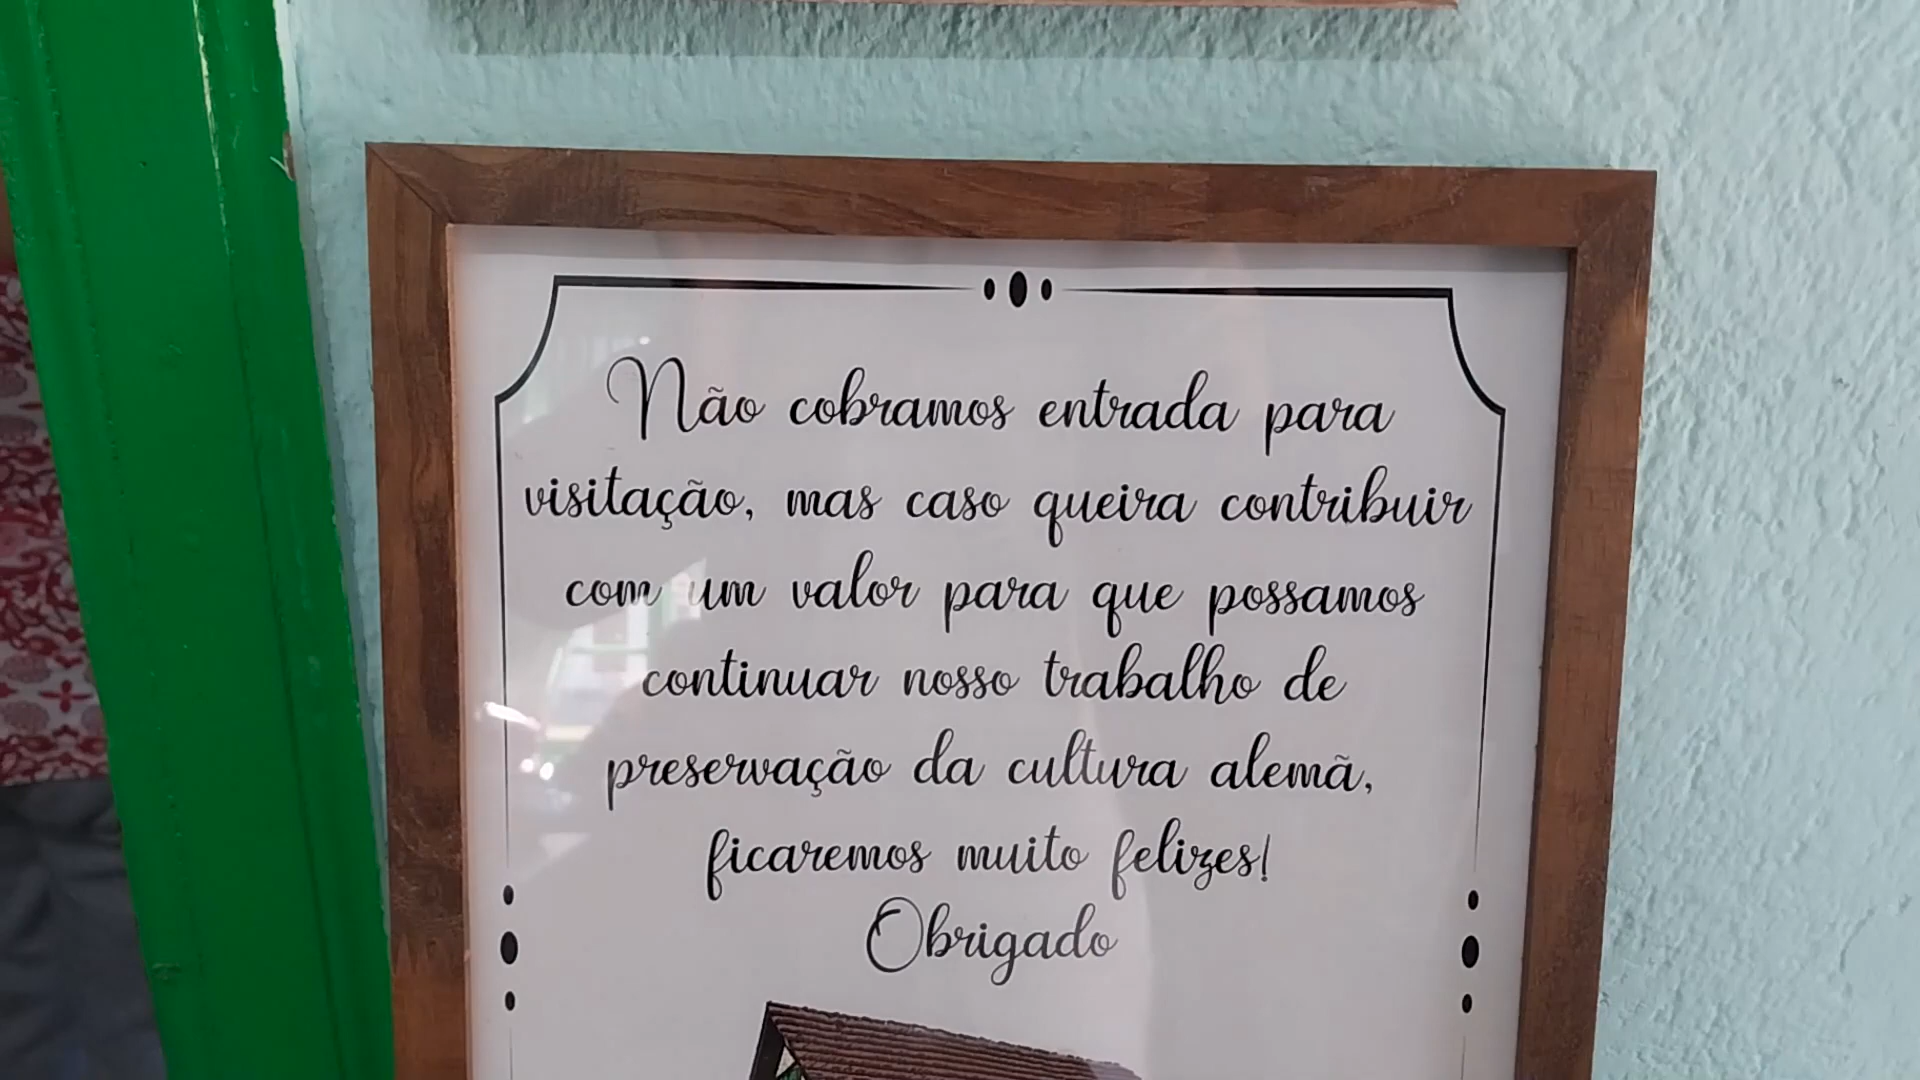 Não cobramos entrada para
visitação, mas caso queira contribuir
com um valor para que possamos
continuar nosso trabalho de
preservação da cultura alemã,
ficaremos muito felizes!
Obrigado